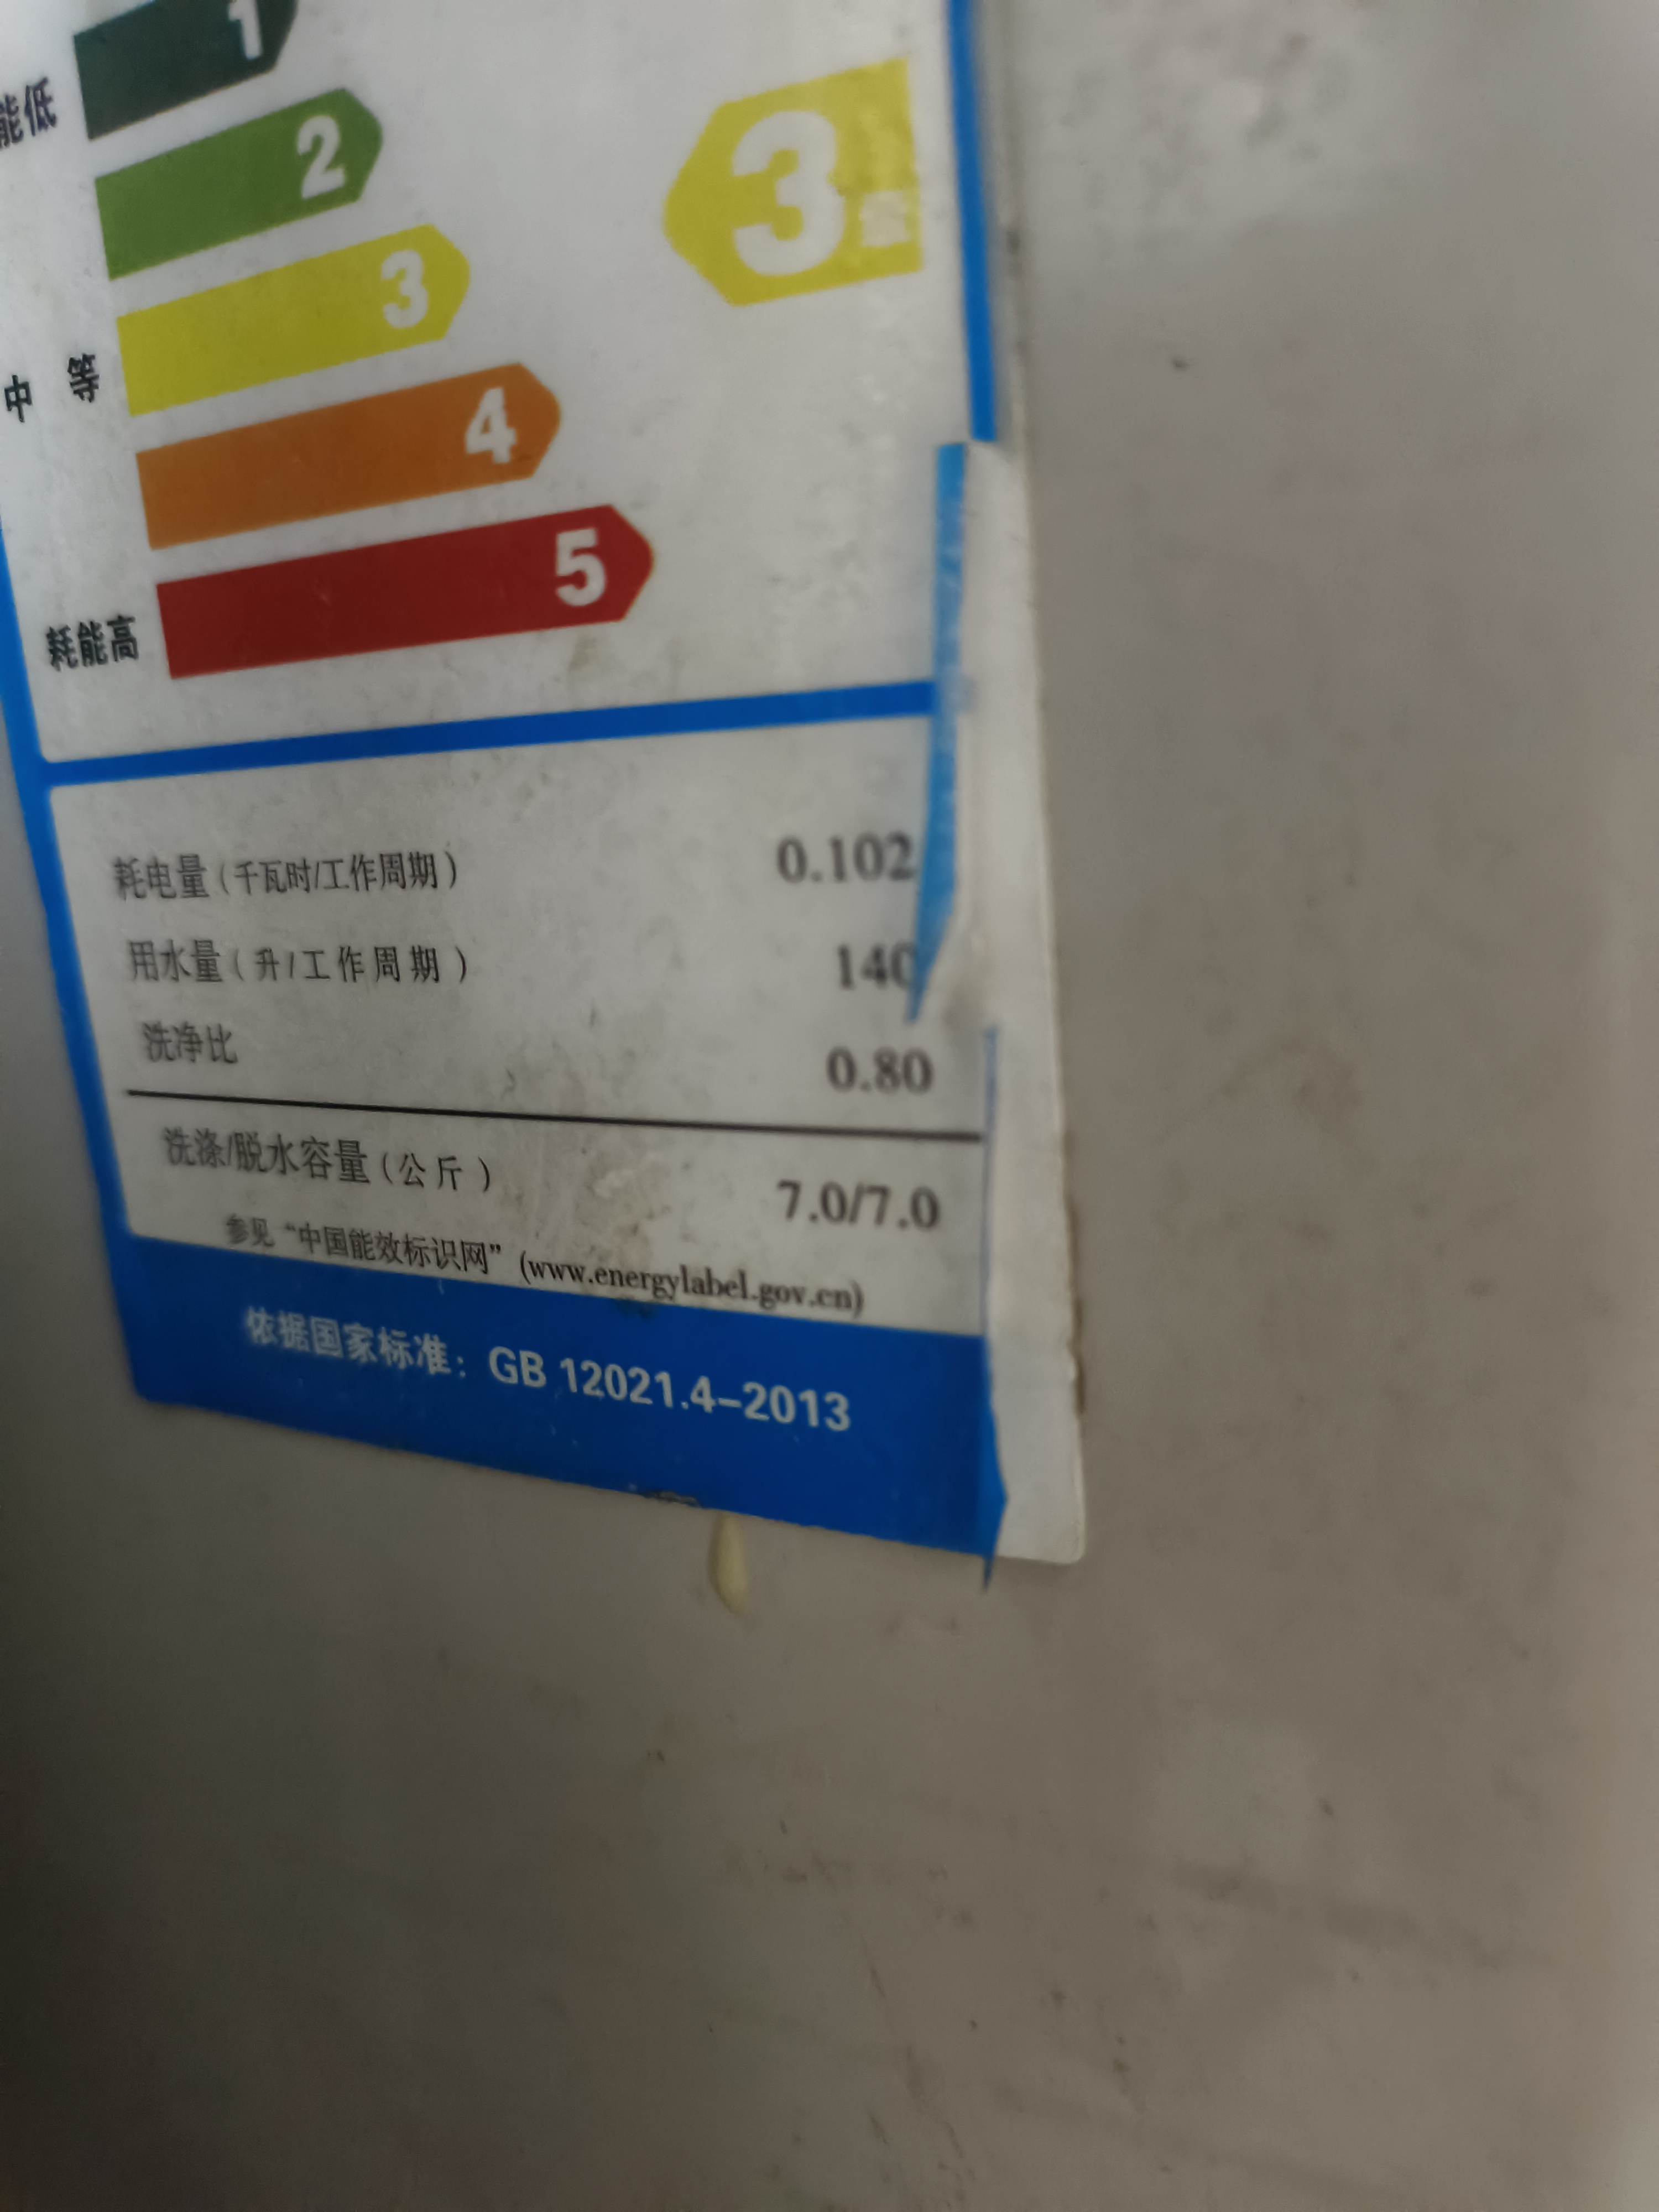 1
能低
2
3级
3
中 等
4
5
耗能高
耗电量(千瓦时/工作周期) 0.102
用水量(升/工作周期) 140
洗净比 0.80
洗涤/脱水容量(公斤) 7.0/7.0
参见“中国能效标识网”(www.energylabel.gov.cn)
依据国家标准：GB 12021.4-2013